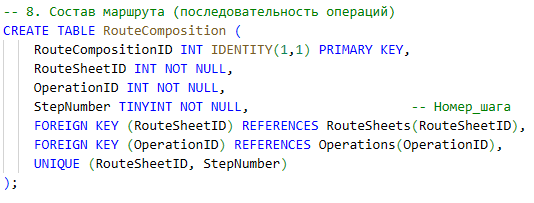 -- 8. Состав маршрута (последовательность операций)
CREATE TABLE RouteComposition (
    RouteCompositionID INT IDENTITY(1,1) PRIMARY KEY,
    RouteSheetID INT NOT NULL,
    OperationID INT NOT NULL,
    StepNumber TINYINT NOT NULL,                      -- Номер_шага
    FOREIGN KEY (RouteSheetID) REFERENCES RouteSheets(RouteSheetID),
    FOREIGN KEY (OperationID) REFERENCES Operations(OperationID),
    UNIQUE (RouteSheetID, StepNumber)
);